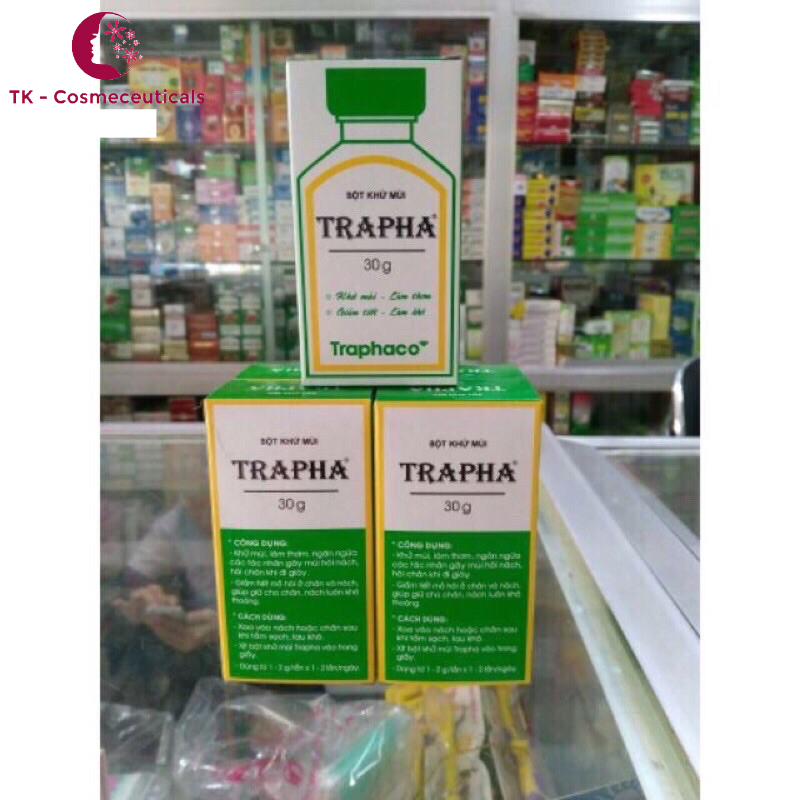 TK - Cosmeceuticals
BỘT KHỬ MÙI
TRAPHA®
30g
Khử mùi - Làm thơm
Giảm tiết - Làm khô
Traphaco
BỘT KHỬ MÙI
TRAPHA®
30g
* CÔNG DỤNG:
- Khử mùi, làm thơm, ngăn ngừa
các tác nhân gây mùi hôi nách,
hôi chân khi đi giày.
- Giảm tiết mồ hôi ở chân và nách,
giúp giữ cho chân, nách luôn khô
thoáng.
* CÁCH DÙNG:
- Xoa vào nách hoặc chân sau
khi tắm sạch, lau khô.
- Xịt bột khử mùi Trapha vào trong
giầy.
- Dùng từ 1 - 2 g/lần x 1 - 2 lần/ngày.
BỘT KHỬ MÙI
TRAPHA®
30g
* CÔNG DỤNG:
- Khử mùi, làm thơm, ngăn ngừa
các tác nhân gây mùi hôi nách,
hôi chân khi đi giày.
- Giảm tiết mồ hôi ở chân và nách,
giúp giữ cho chân, nách luôn khô
thoáng.
* CÁCH DÙNG:
- Xoa vào nách hoặc chân sau
khi tắm sạch, lau khô.
- Xịt bột khử mùi Trapha vào trong
giầy.
- Dùng từ 1 - 2 g/lần x 1 - 2 lần/ngày.